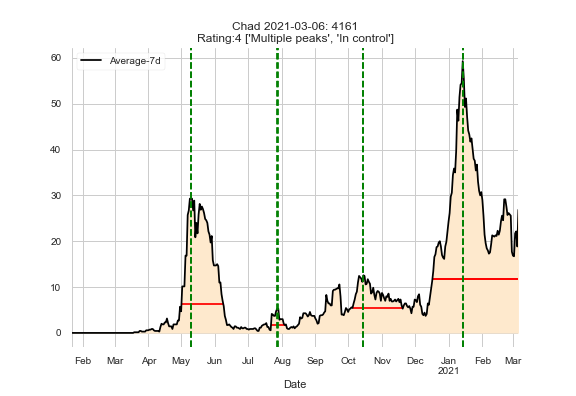 Chad 2021-03-06: 4161
Rating:4 ['Multiple peaks', 'In control']
Average-7d
60
50
40
30
20
10
0
Feb Mar Apr May Jun Jul Aug Sep Oct Nov Dec Jan Feb Mar
2021
Date